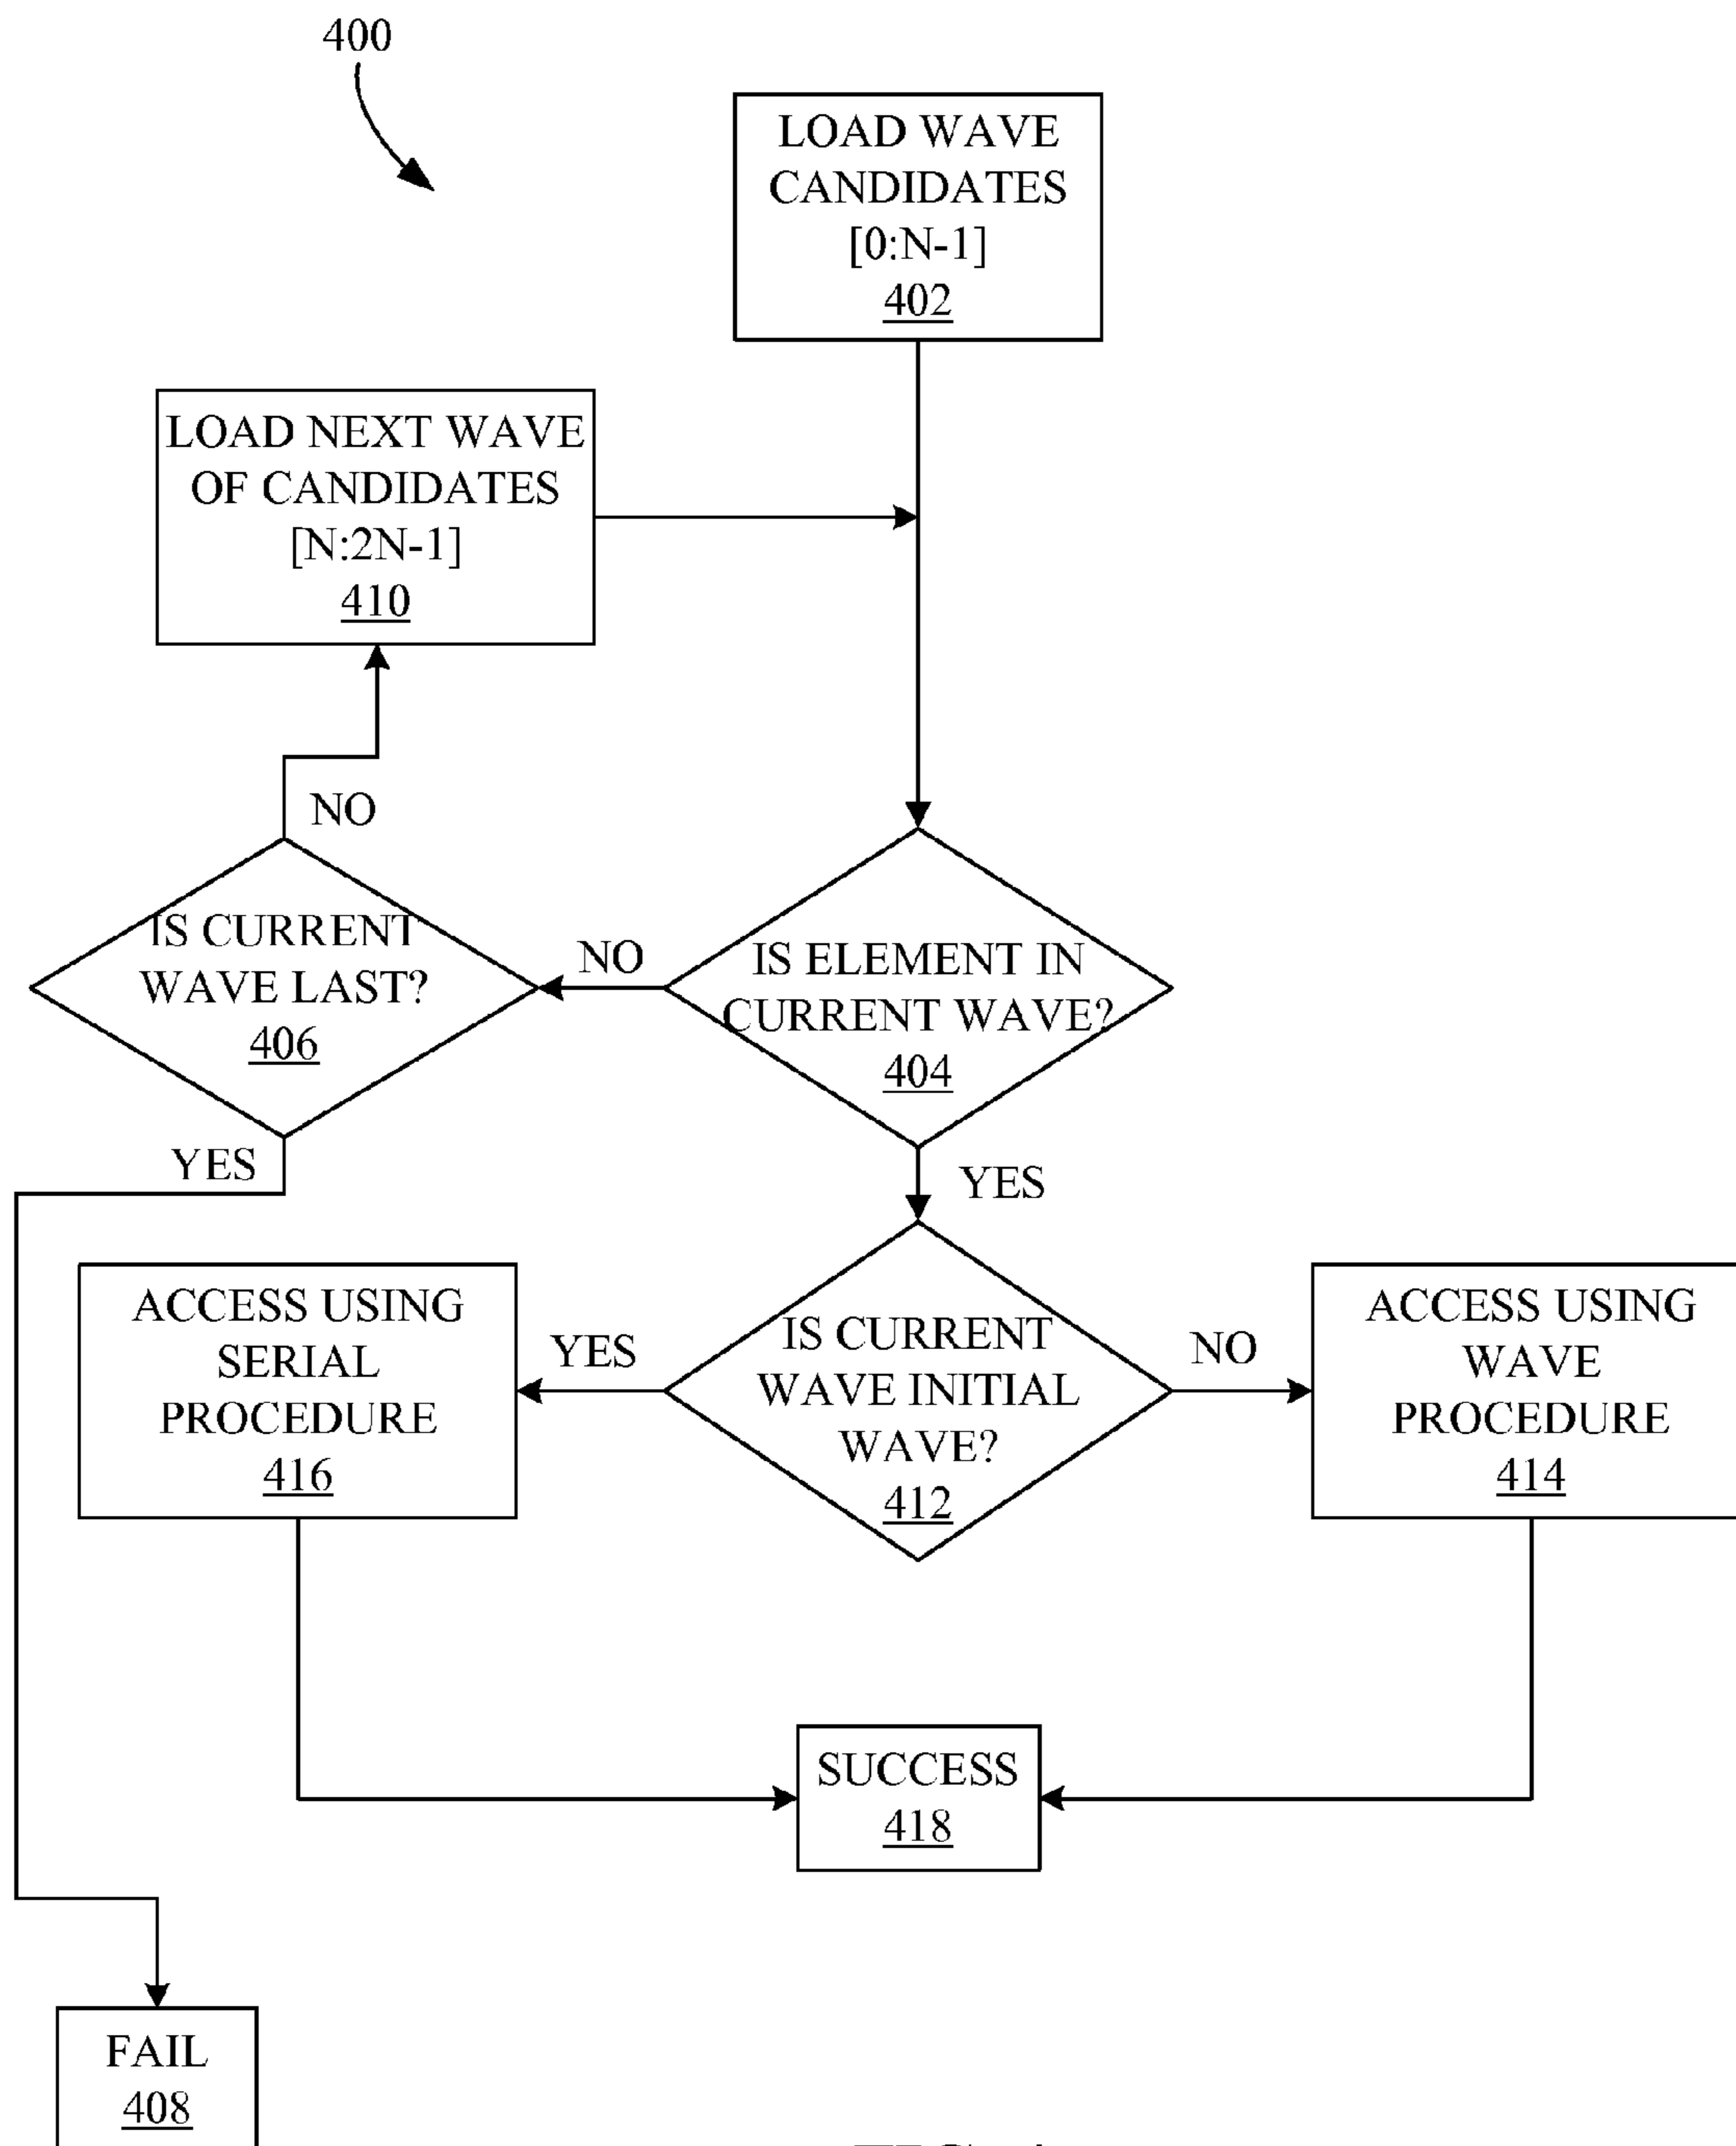 400
LOAD WAVE
CANDIDATES
[0:N-1]
402
LOAD NEXT WAVE
OF CANDIDATES
[N:2N-1]
410
NO
IS CURRENT
WAVE LAST?
406
NO
IS ELEMENT IN
CURRENT WAVE?
404
YES
YES
ACCESS USING
SERIAL
PROCEDURE
416
YES
IS CURRENT
WAVE INITIAL
WAVE?
412
NO
ACCESS USING
WAVE
PROCEDURE
414
SUCCESS
418
FAIL
408